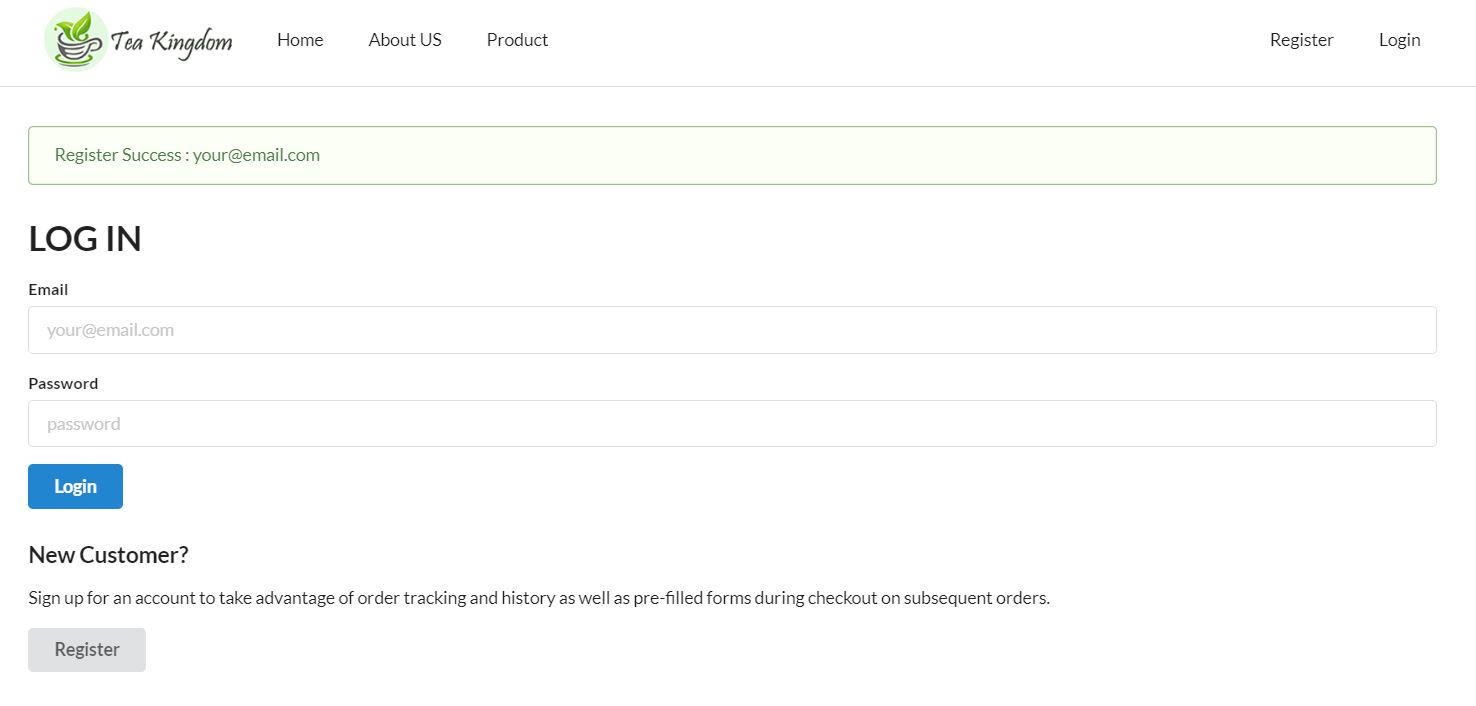 Tea Kingdom Home About US Product Register Login
Register Success : your@email.com
LOG IN
Email
your@email.com
Password
password
Login
New Customer?
Sign up for an account to take advantage of order tracking and history as well as pre-filled forms during checkout on subsequent orders.
Register